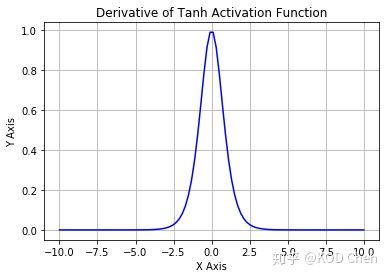 Derivative of Tanh Activation Function
1.0
0.8
0.6
0.4
0.2
0.0
Y Axis
−10.0 −7.5 −5.0 −2.5 0.0 2.5 5.0 7.5 10.0
X Axis
知乎 @KOD Chen